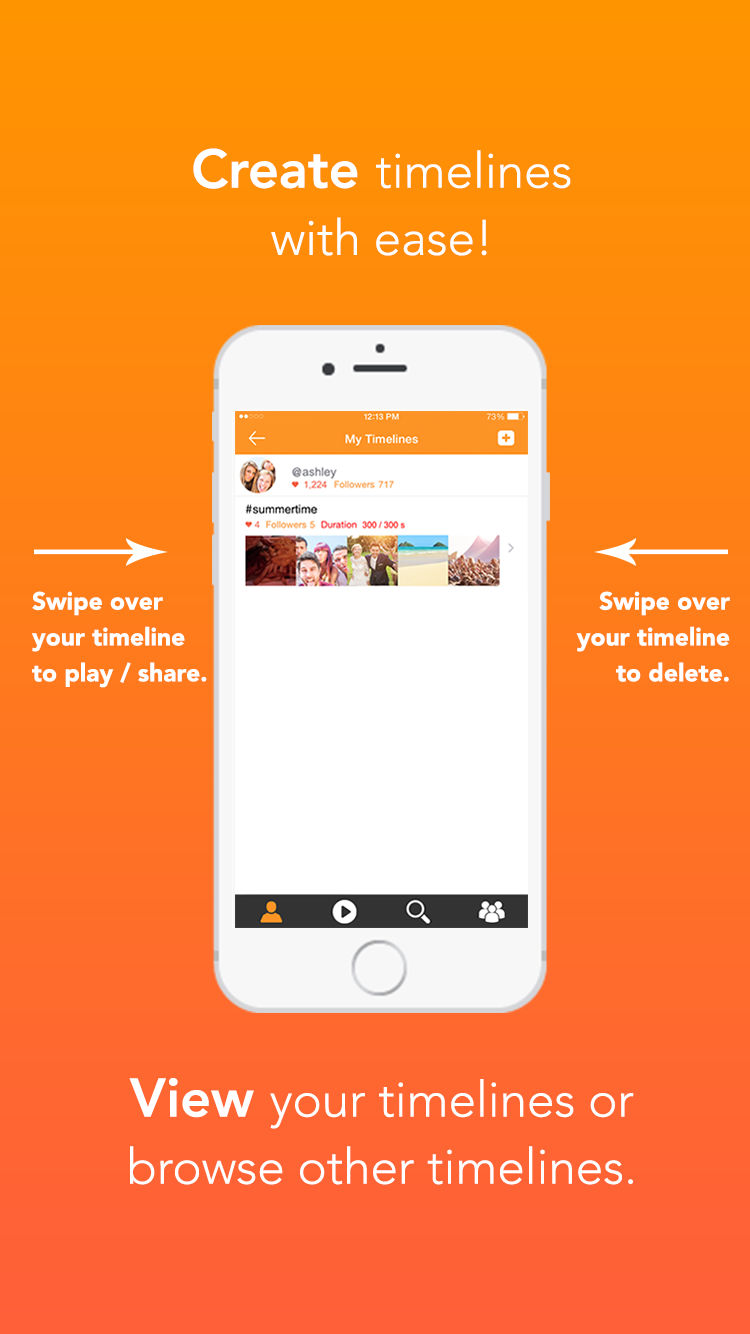 Create timelines
with ease!
12:13 PM
73%
My Timelines
@ashley
1,224 Followers 717
#summertime
4 Followers 5 Duration 300 / 300 s
Swipe over
your timeline
to play / share.
Swipe over
your timeline
to delete.
View your timelines or
browse other timelines.